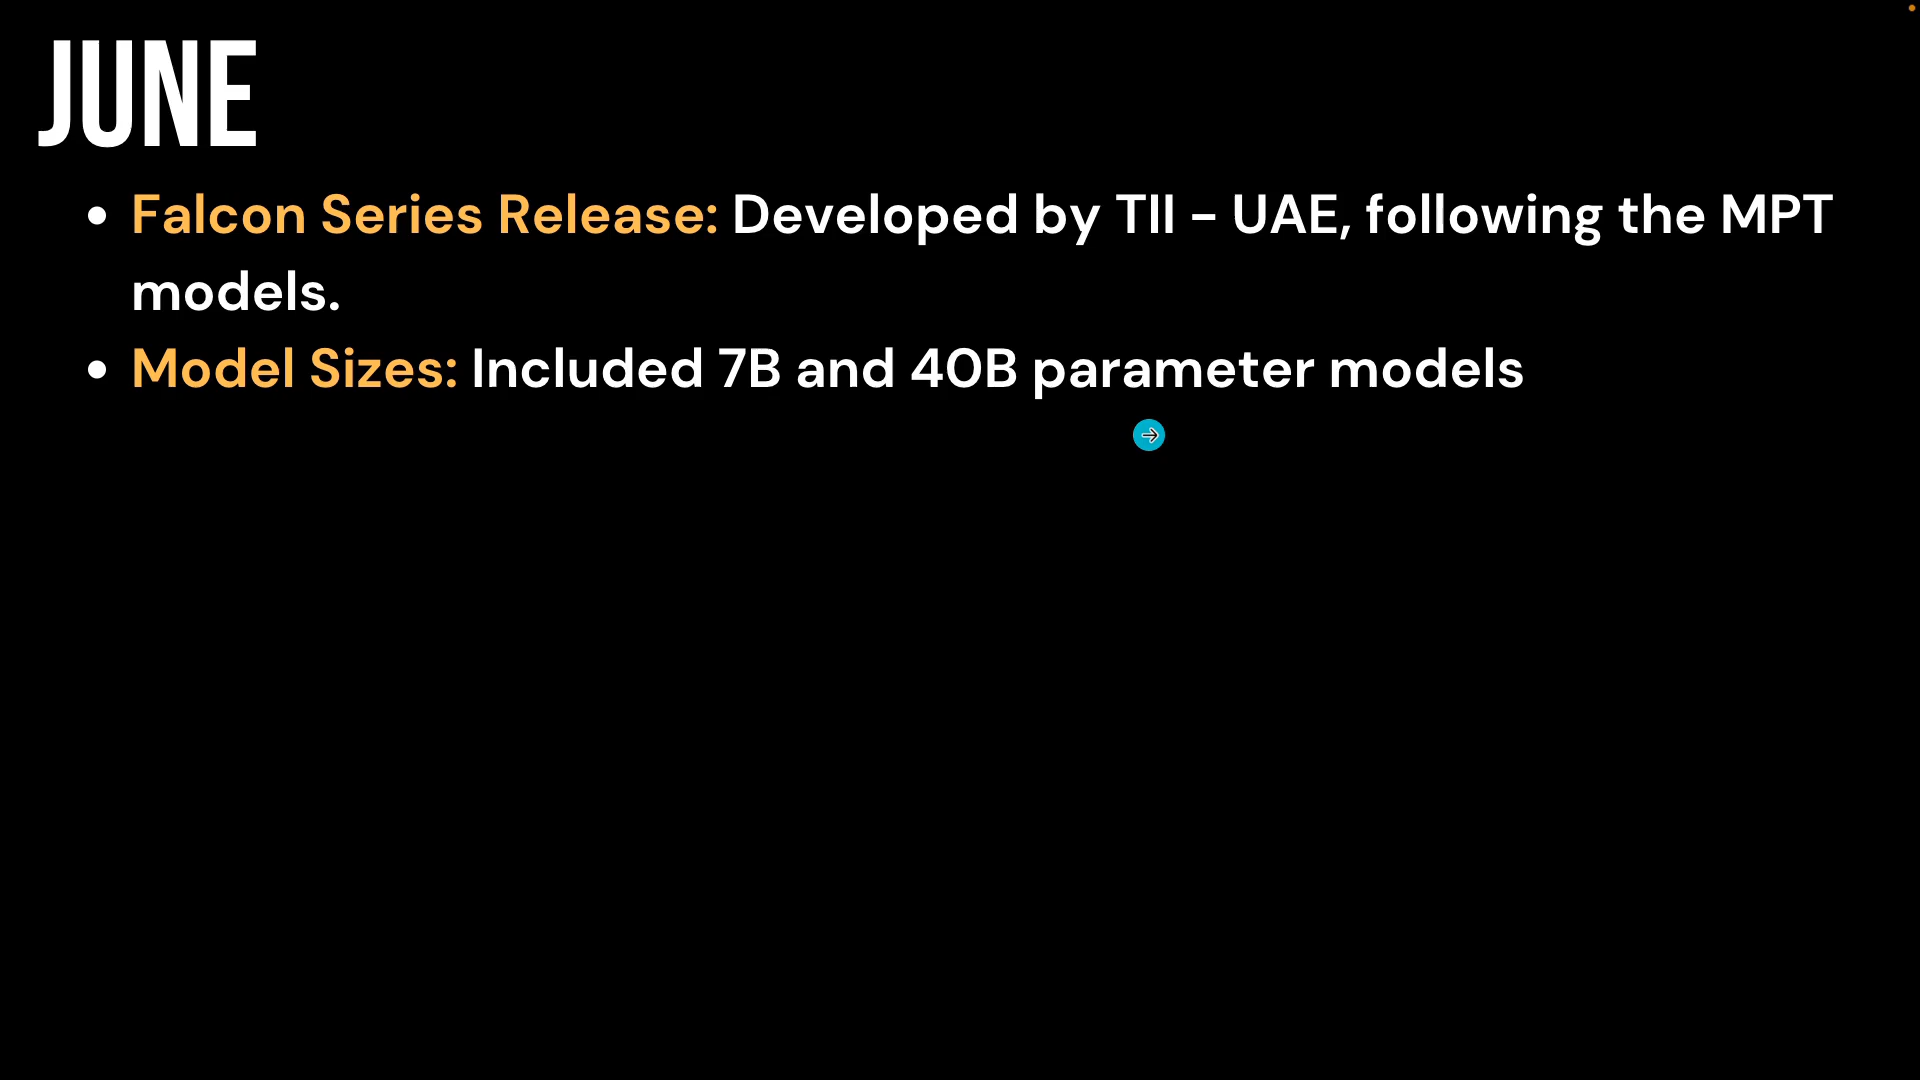 JUNE
• Falcon Series Release: Developed by TII - UAE, following the MPT
models.
• Model Sizes: Included 7B and 40B parameter models